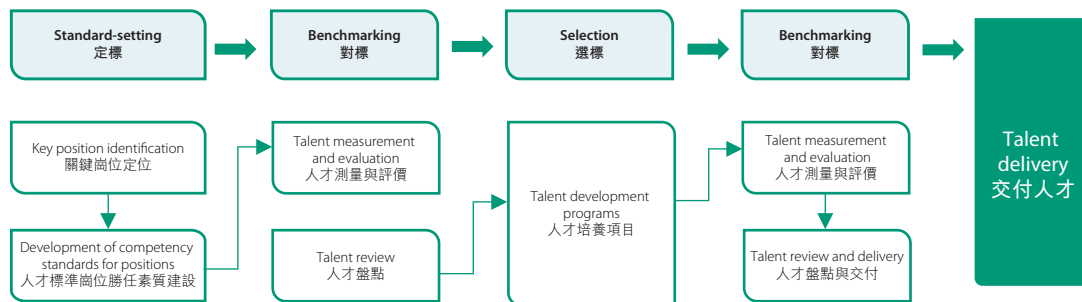 Standard-setting
定標
Benchmarking
對標
Selection
選標
Benchmarking
對標
Key position identification
關鍵崗位定位
Development of competency
standards for positions
人才標準崗位勝任素質建設
Talent measurement
and evaluation
人才測量與評價
Talent review
人才盤點
Talent development
programs
人才培養項目
Talent measurement
and evaluation
人才測量與評價
Talent review and delivery
人才盤點與交付
Talent
delivery
交付人才